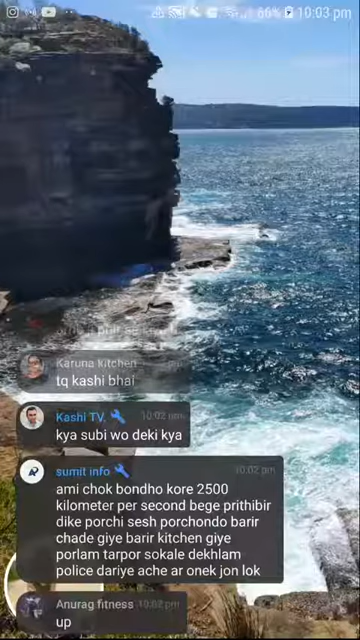 66% 10:03 pm
Karuna kitchen
tq kashi bhai
Kashi TV. 10:02 pm
kya subi wo deki kya
sumit info 10:02 pm
ami chok bondho kore 2500
kilometer per second bege prithibir
dike porchi sesh porchondo barir
chade giye barir kitchen giye
porlam tarpor sokale dekhlam
police dariye ache ar onek jon lok
Anurag fitness 10:02 pm
up